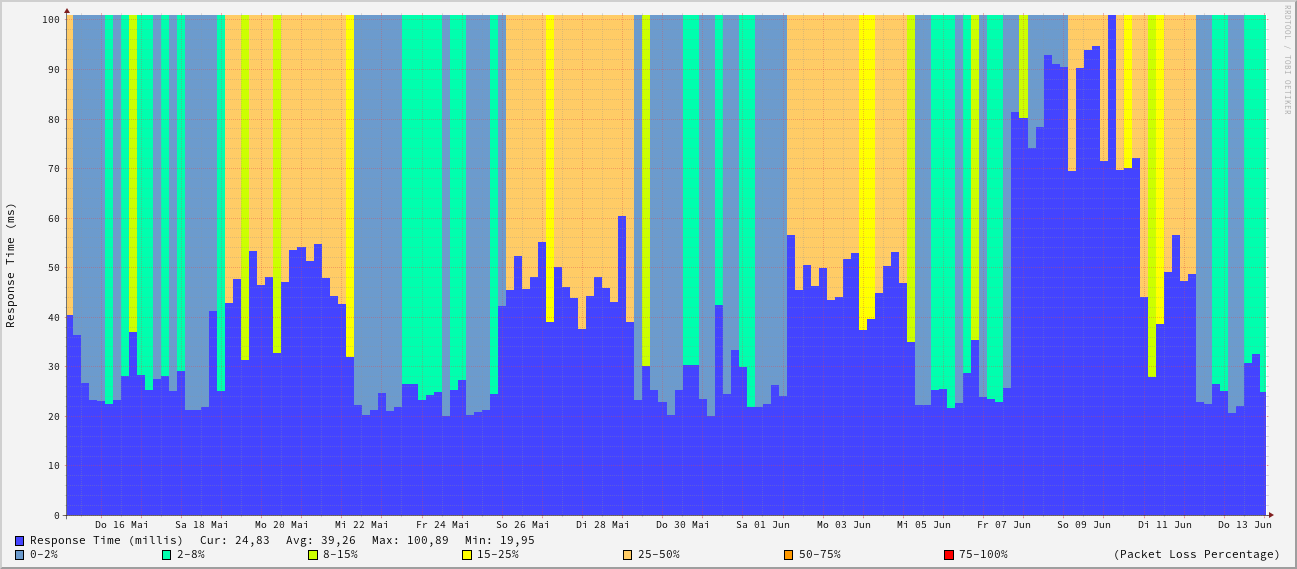 RRDTOOL / TOBI OETIKER
Response Time (ms)
100
90
80
70
60
50
40
30
20
10
0
Do 16 Mai Sa 18 Mai Mo 20 Mai Mi 22 Mai Fr 24 Mai So 26 Mai Di 28 Mai Do 30 Mai Sa 01 Jun Mo 03 Jun Mi 05 Jun Fr 07 Jun So 09 Jun Di 11 Jun Do 13 Jun
Response Time (millis) Cur: 24,83 Avg: 39,26 Max: 100,89 Min: 19,95
0-2% 2-8% 8-15% 15-25% 25-50% 50-75% 75-100% (Packet Loss Percentage)